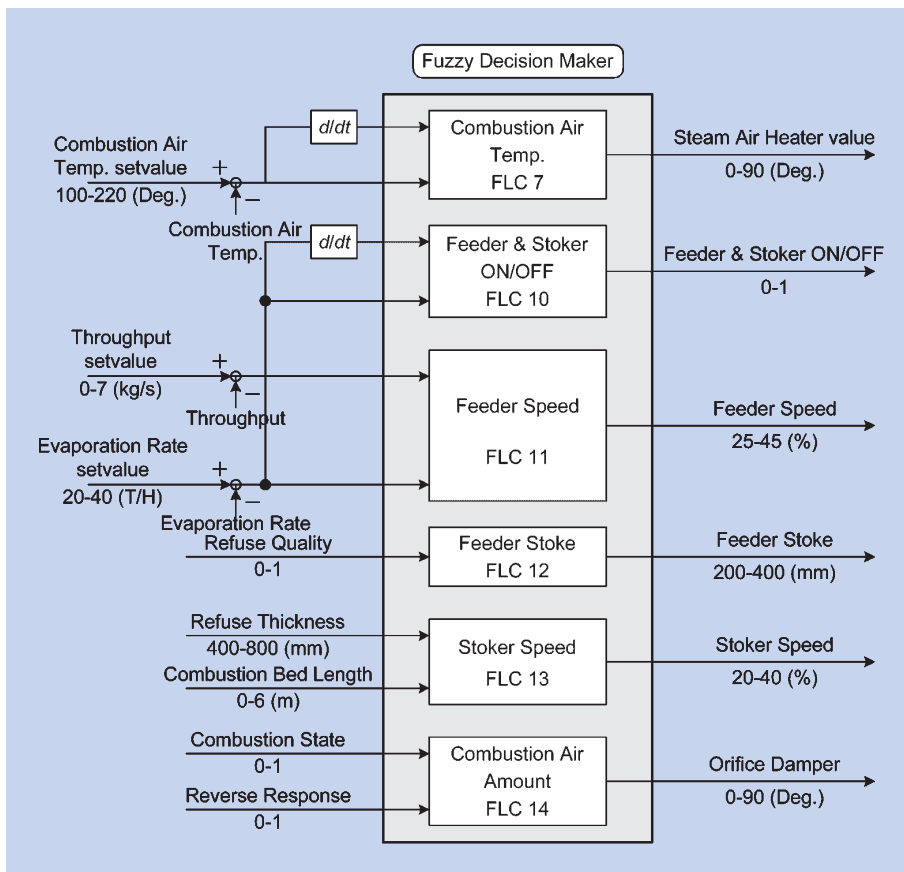 Fuzzy Decision Maker
Combustion Air
Temp. setvalue
100-220 (Deg.)
+
−
Combustion Air
Temp.
d/dt
Combustion Air
Temp.
FLC 7
Steam Air Heater value
0-90 (Deg.)
d/dt
Feeder & Stoker
ON/OFF
FLC 10
Feeder & Stoker ON/OFF
0-1
Throughput
setvalue
0-7 (kg/s)
+
−
Throughput
Feeder Speed
FLC 11
Feeder Speed
25-45 (%)
Evaporation Rate
setvalue
20-40 (T/H)
+
−
Evaporation Rate
Refuse Quality
0-1
Feeder Stoke
FLC 12
Feeder Stoke
200-400 (mm)
Refuse Thickness
400-800 (mm)
Combustion Bed Length
0-6 (m)
Stoker Speed
FLC 13
Stoker Speed
20-40 (%)
Combustion State
0-1
Reverse Response
0-1
Combustion Air
Amount
FLC 14
Orifice Damper
0-90 (Deg.)